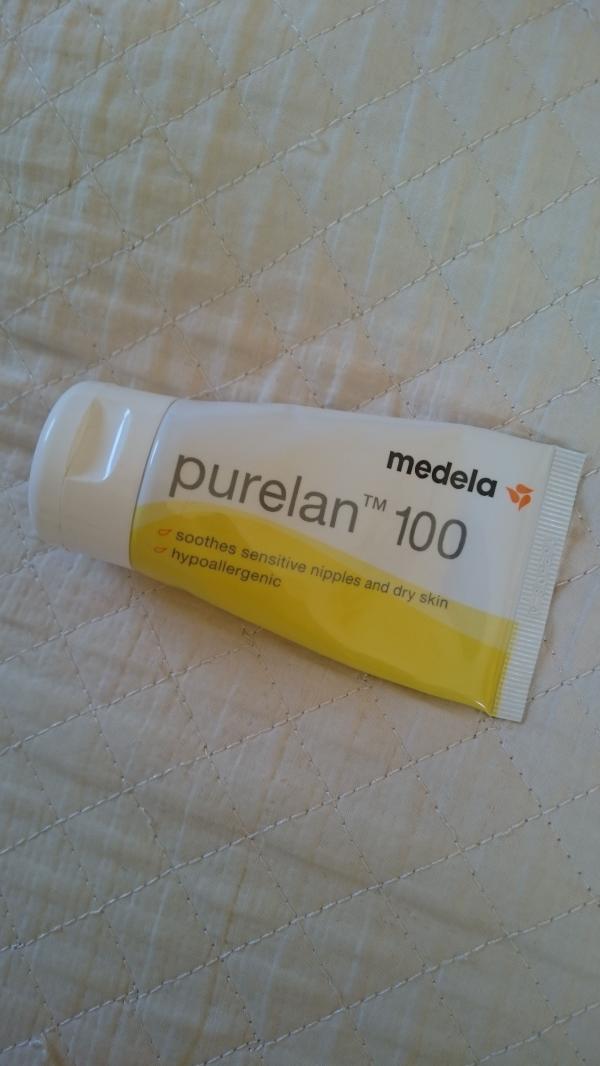 medela
purelan™ 100
soothes sensitive nipples and dry skin
hypoallergenic